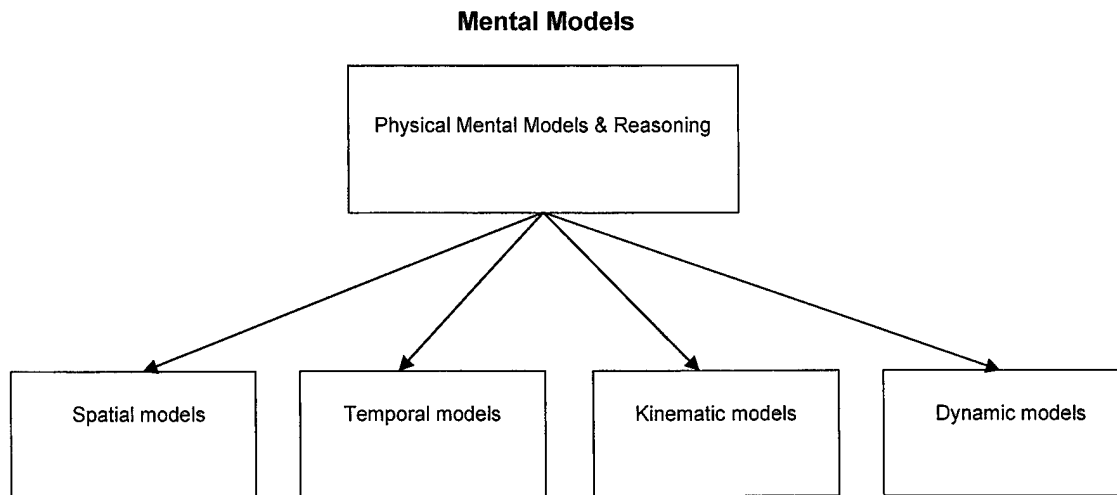 Mental Models
Physical Mental Models & Reasoning
Spatial models
Temporal models
Kinematic models
Dynamic models